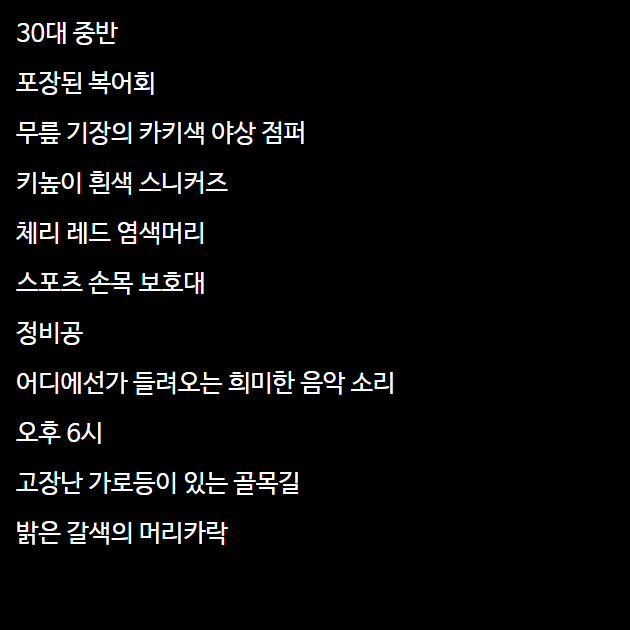 30대 중반
포장된 복어회
무릎 기장의 카키색 야상 점퍼
키높이 흰색 스니커즈
체리 레드 염색머리
스포츠 손목 보호대
정비공
어디에선가 들려오는 희미한 음악 소리
오후 6시
고장난 가로등이 있는 골목길
밝은 갈색의 머리카락